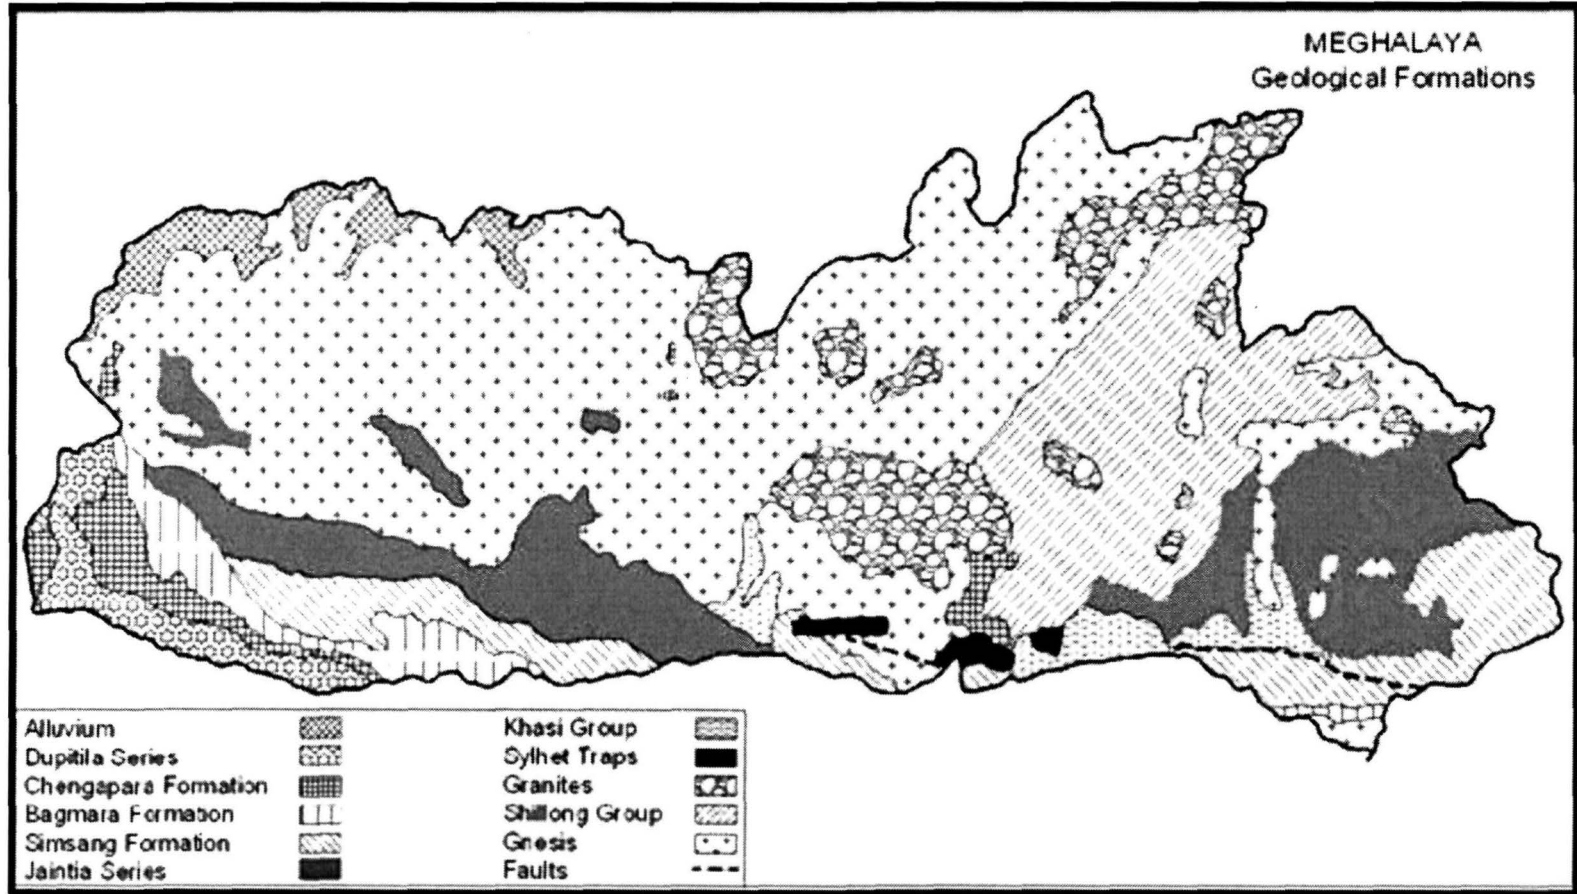 MEGHALAYA
Geological Formations
Alluvium
Dupitila Series
Chengapara Formation
Bagmara Formation
Simsang Formation
Jaintia Series
Khasi Group
Sylhet Traps
Granites
Shilllong Group
Gnesis
Faults